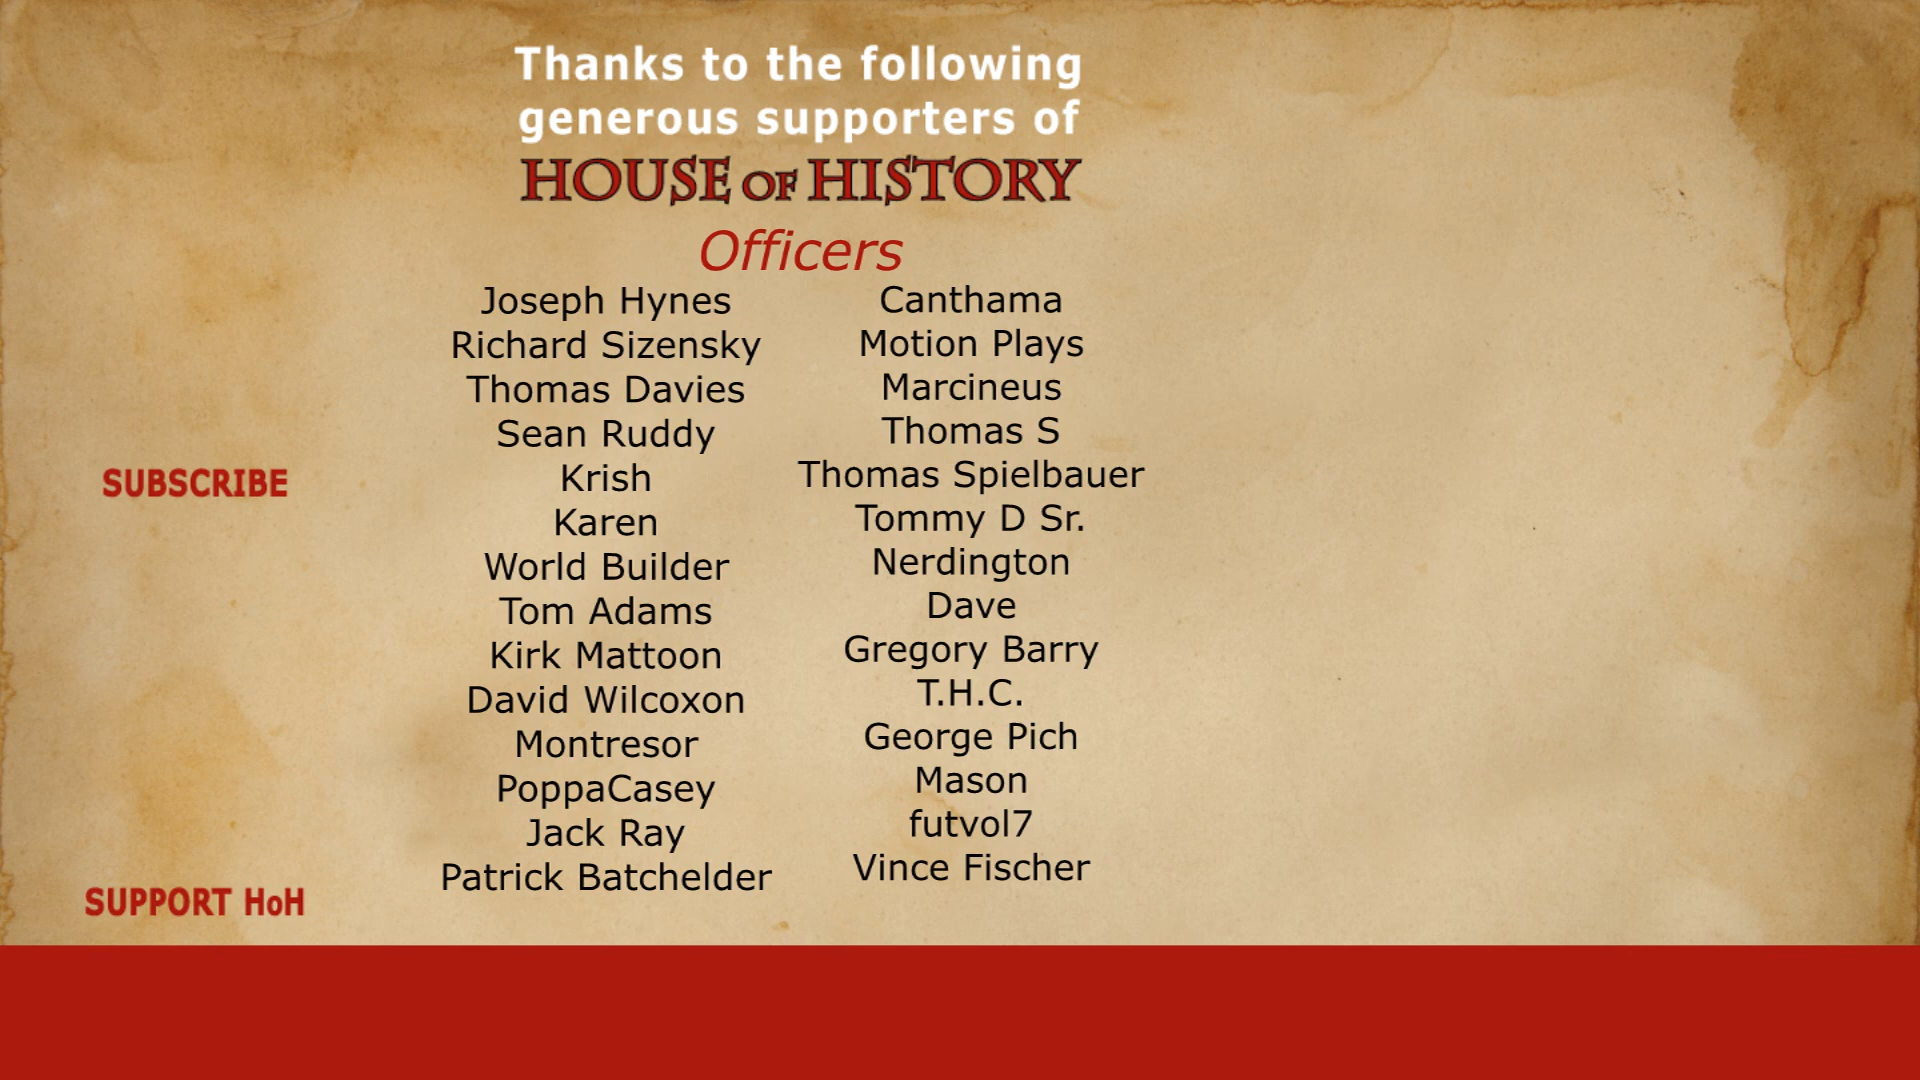 Thanks to the following
generous supporters of
HOUSE OF HISTORY
Officers
Joseph Hynes
Richard Sizensky
Thomas Davies
Sean Ruddy
Krish
Karen
World Builder
Tom Adams
Kirk Mattoon
David Wilcoxon
Montresor
PoppaCasey
Jack Ray
Patrick Batchelder
Canthama
Motion Plays
Marcineus
Thomas S
Thomas Spielbauer
Tommy D Sr.
Nerdington
Dave
Gregory Barry
T.H.C.
George Pich
Mason
futvol7
Vince Fischer
SUBSCRIBE
SUPPORT HoH